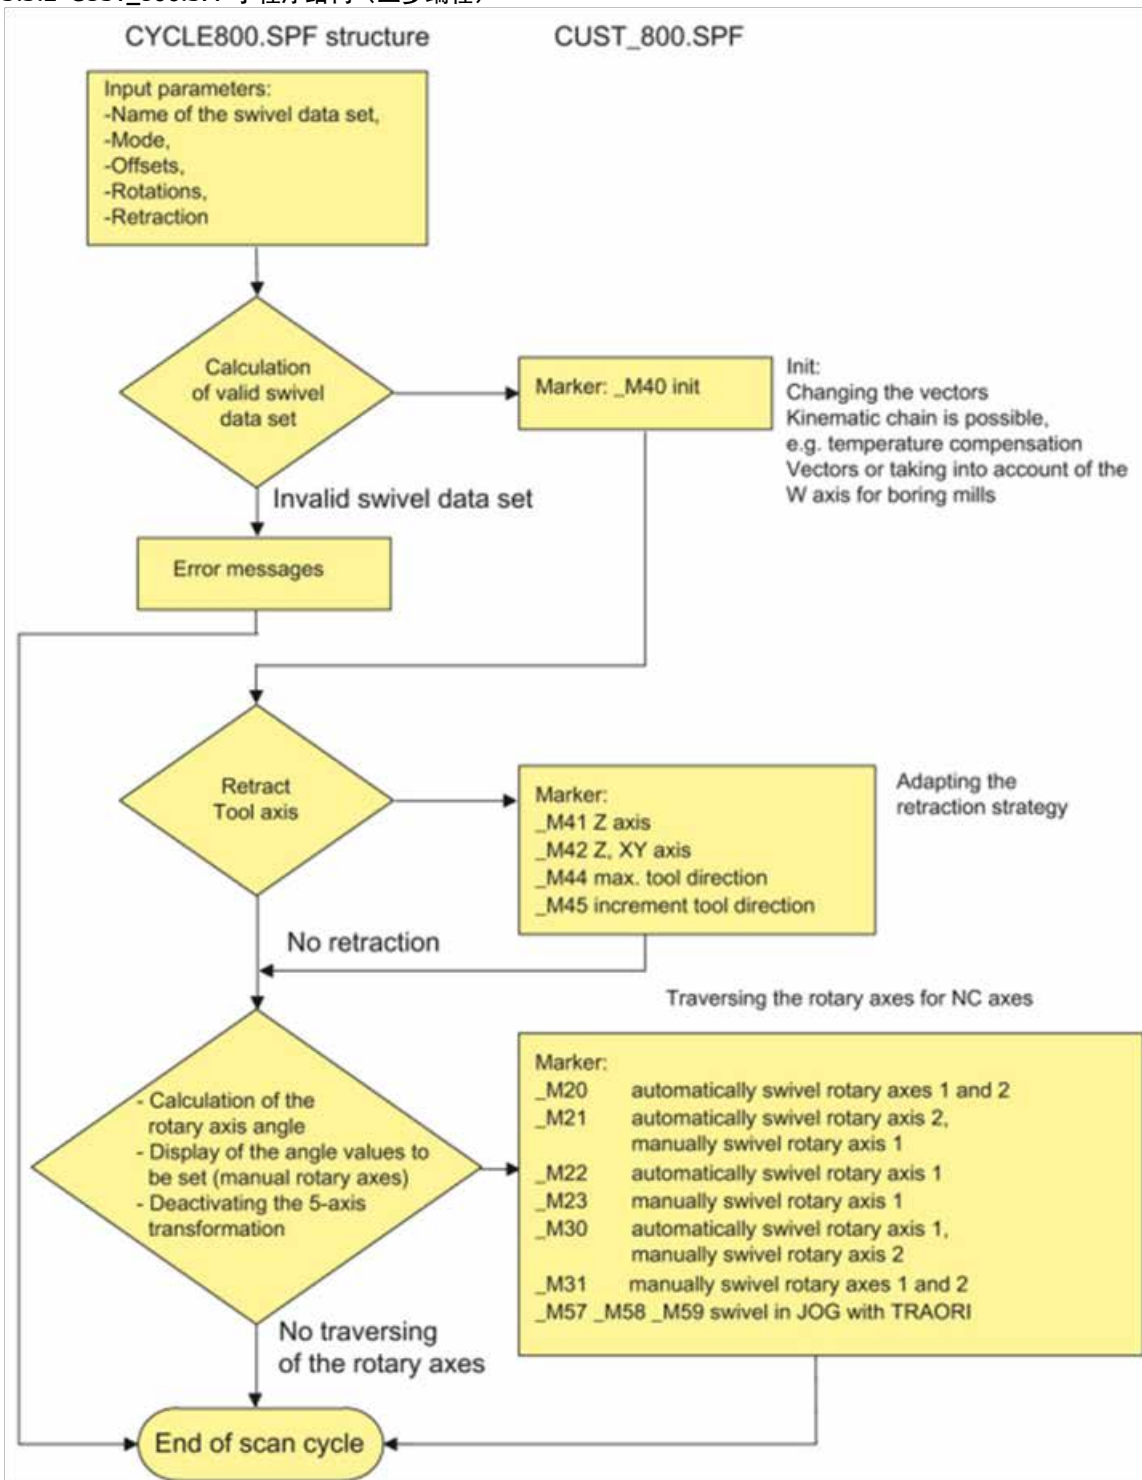 CYCLE800.SPF structure
CUST_800.SPF
Input parameters:
-Name of the swivel data set,
-Mode,
-Offsets,
-Rotations,
-Retraction
Calculation
of valid swivel
data set
Marker: _M40 init
Init:
Changing the vectors
Kinematic chain is possible,
e.g. temperature compensation
Vectors or taking into account of the
W axis for boring mills
Invalid swivel data set
Error messages
Retract
Tool axis
Marker:
_M41 Z axis
_M42 Z, XY axis
_M44 max. tool direction
_M45 increment tool direction
Adapting the
retraction strategy
No retraction
Traversing the rotary axes for NC axes
- Calculation of the
rotary axis angle
- Display of the angle values to
be set (manual rotary axes)
- Deactivating the 5-axis
transformation
Marker:
_M20 automatically swivel rotary axes 1 and 2
_M21 automatically swivel rotary axis 2,
manually swivel rotary axis 1
_M22 automatically swivel rotary axis 1
_M23 manually swivel rotary axis 1
_M30 automatically swivel rotary axis 1,
manually swivel rotary axis 2
_M31 manually swivel rotary axes 1 and 2
_M57 _M58 _M59 swivel in JOG with TRAORI
No traversing
of the rotary axes
End of scan cycle